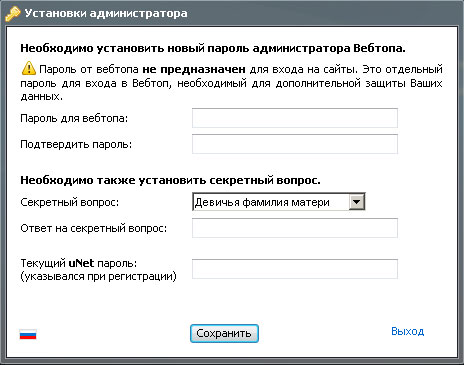 Установки администратора
Необходимо установить новый пароль администратора Вебтопа.
Пароль от вебтопа не предназначен для входа на сайты. Это отдельный
пароль для входа в Вебтоп, необходимый для дополнительной защиты Ваших
данных.
Пароль для вебтопа:
Подтвердить пароль:
Необходимо также установить секретный вопрос.
Секретный вопрос: Девичья фамилия матери
Ответ на секретный вопрос:
Текущий uNet пароль:
(указывался при регистрации)
Сохранить Выход